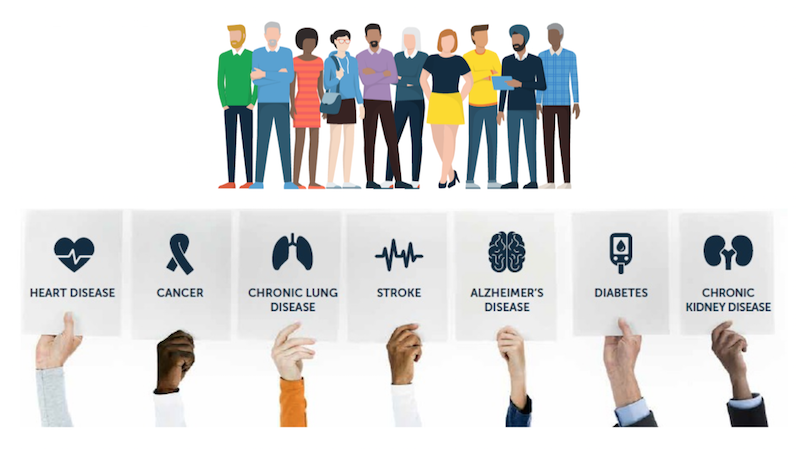 HEART DISEASE
CANCER
CHRONIC LUNG
DISEASE
STROKE
ALZHEIMER'S
DISEASE
DIABETES
CHRONIC
KIDNEY DISEASE